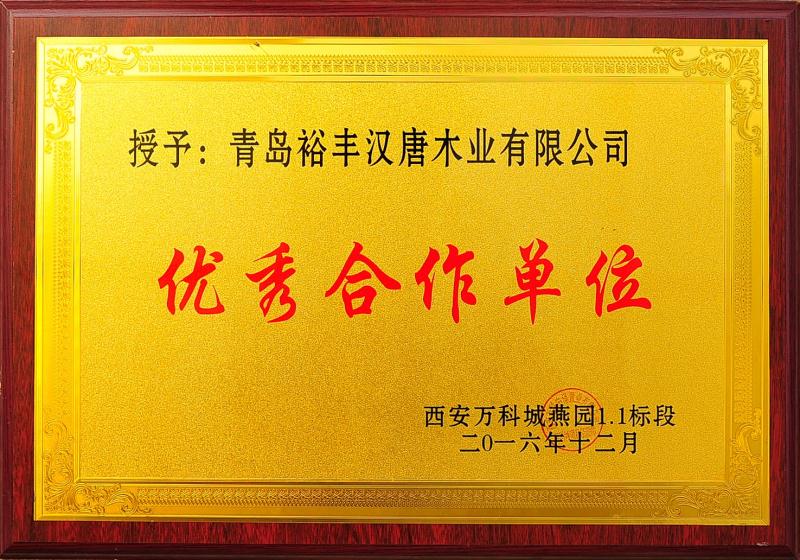 授予：青岛裕丰汉唐木业有限公司
优秀合作单位
西安万科城燕园1.1标段
二〇一六年十二月